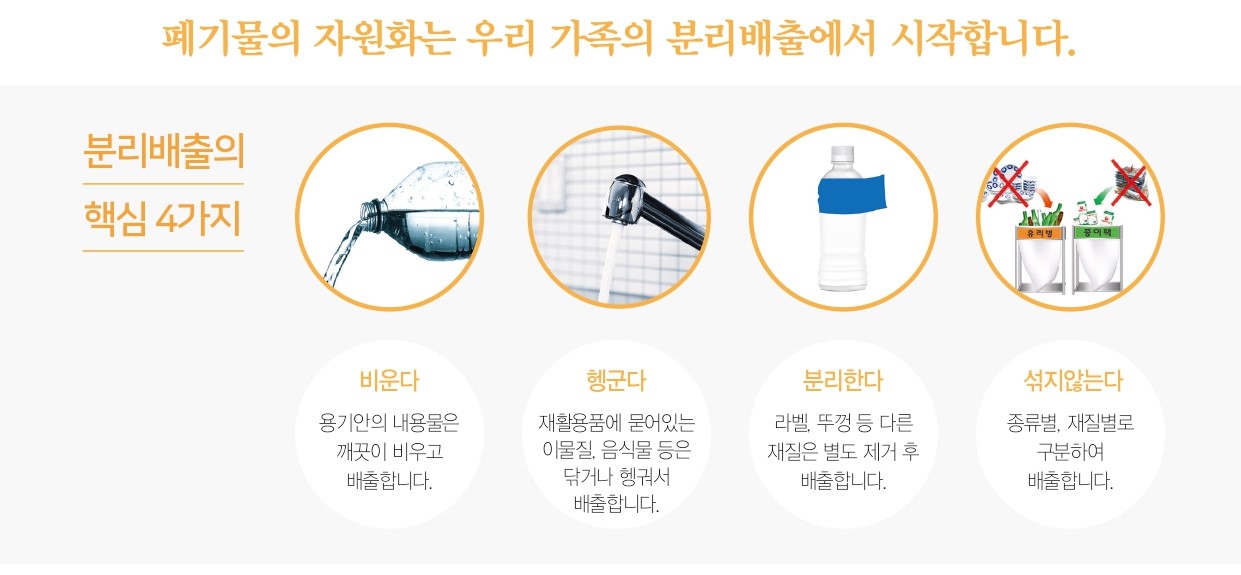 폐기물의 자원화는 우리 가족의 분리배출에서 시작합니다.
분리배출의
핵심 4가지
유리병
종이팩
비운다
용기안의 내용물은
깨끗이 비우고
배출합니다.
헹군다
재활용품에 묻어있는
이물질, 음식물 등은
닦거나 헹궈서
배출합니다.
분리한다
라벨, 뚜껑 등 다른
재질은 별도 제거 후
배출합니다.
섞지않는다
종류별, 재질별로
구분하여
배출합니다.